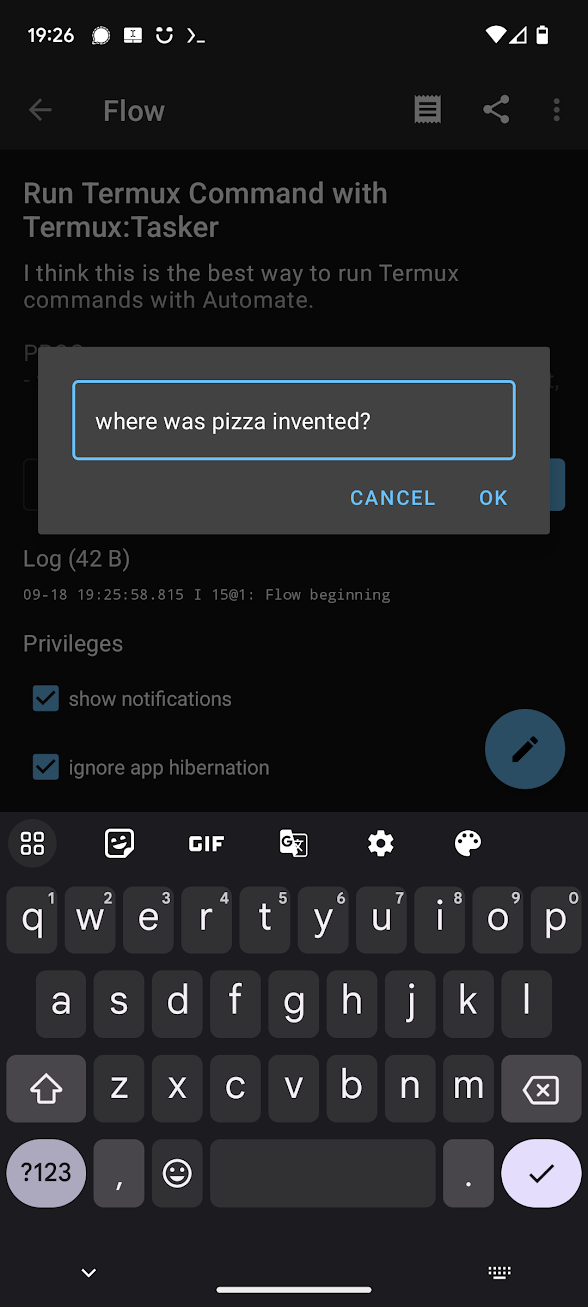 19:26
Flow
Run Termux Command with
Termux:Tasker
I think this is the best way to run Termux
commands with Automate.
where was pizza invented?
CANCEL OK
Log (42 B)
09-18 19:25:58.815 I 15@1: Flow beginning
Privileges
show notifications
ignore app hibernation
GIF
q1 w2 e3 r4 t5 y6 u7 i8 o9 p0
a s d f g h j k l
z x c v b n m
?123 , .